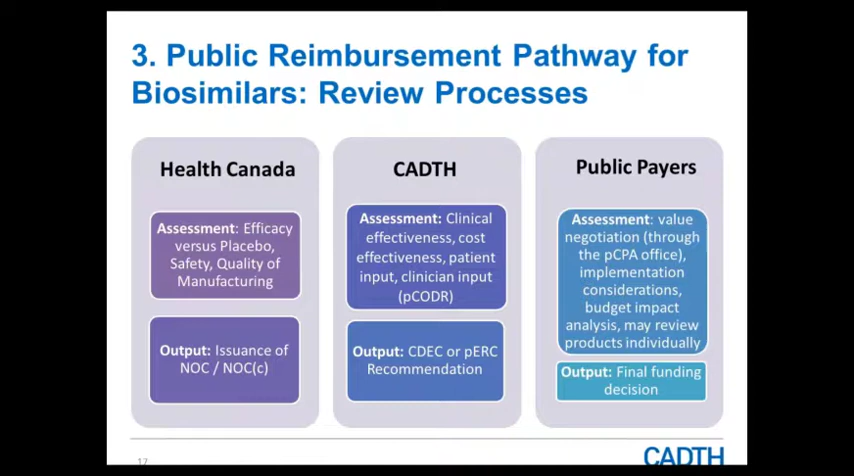 3. Public Reimbursement Pathway for
Biosimilars: Review Processes
Health Canada
Assessment: Efficacy
versus Placebo,
Safety, Quality of
Manufacturing
Output: Issuance of
NOC / NOC(c)
CADTH
Assessment: Clinical
effectiveness, cost
effectiveness, patient
input, clinician input
(pCODR)
Output: CDEC or pERC
Recommendation
Public Payers
Assessment: value
negotiation (through
the pCPA office),
implementation
considerations,
budget impact
analysis, may review
products individually
Output: Final funding
decision
17
CADTH